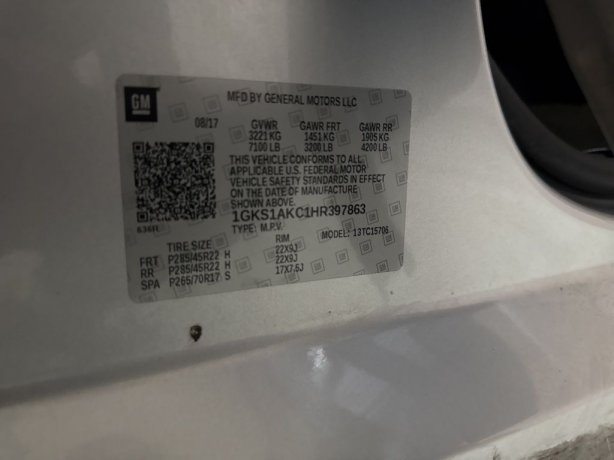 GM
MFD BY GENERAL MOTORS LLC
08/17 GVWR GAWR FRT GAWR RR
3221 KG 1451 KG 1905 KG
7100 LB 3200 LB 4200 LB
THIS VEHICLE CONFORMS TO ALL
APPLICABLE U.S. FEDERAL MOTOR
VEHICLE SAFETY STANDARDS IN EFFECT
ON THE DATE OF MANUFACTURE
SHOWN ABOVE.
1GKS1AKC1HR397863
636R TYPE: M.P.V. MODEL: 13TC15706
TIRE SIZE RIM
FRT P285/45R22 H 22X9J
RR P285/45R22 H 22X9J
SPA P265/70R17 S 17X7.5J